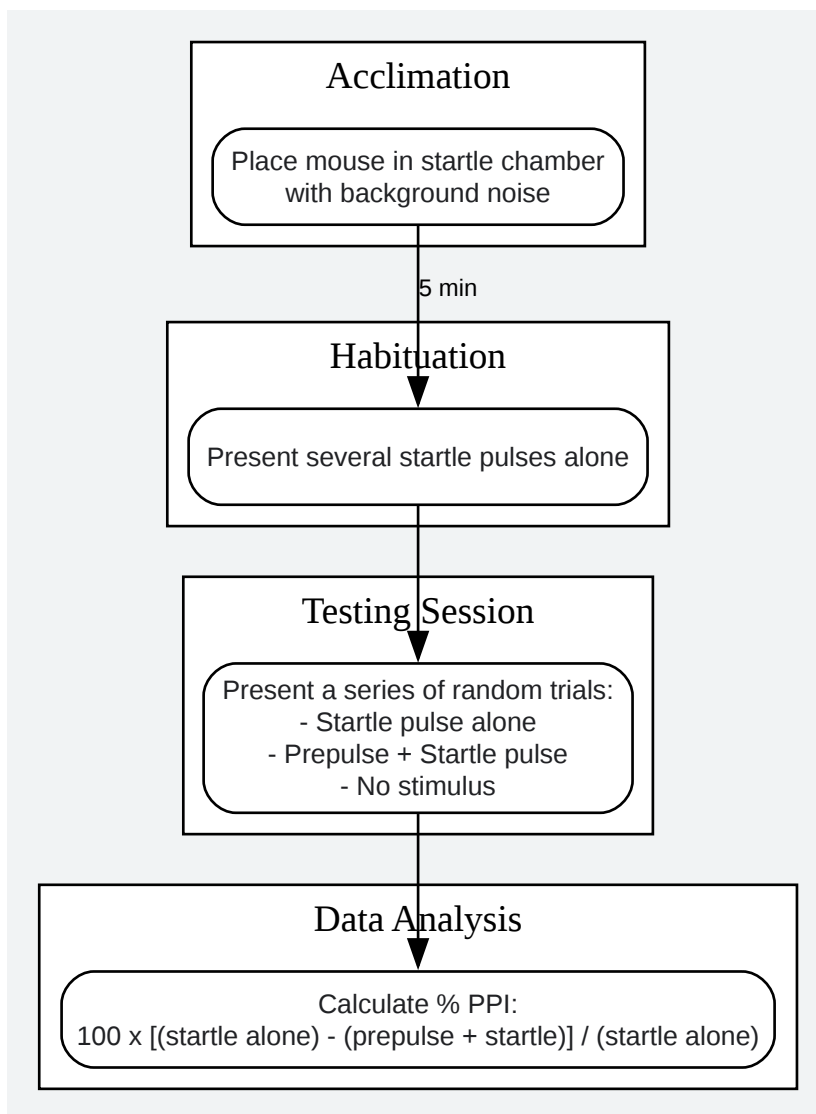 Acclimation
Place mouse in startle chamber
with background noise
5 min
Habituation
Present several startle pulses alone
Testing Session
Present a series of random trials:
- Startle pulse alone
- Prepulse + Startle pulse
- No stimulus
Data Analysis
Calculate % PPI:
100 x [(startle alone) - (prepulse + startle)] / (startle alone)